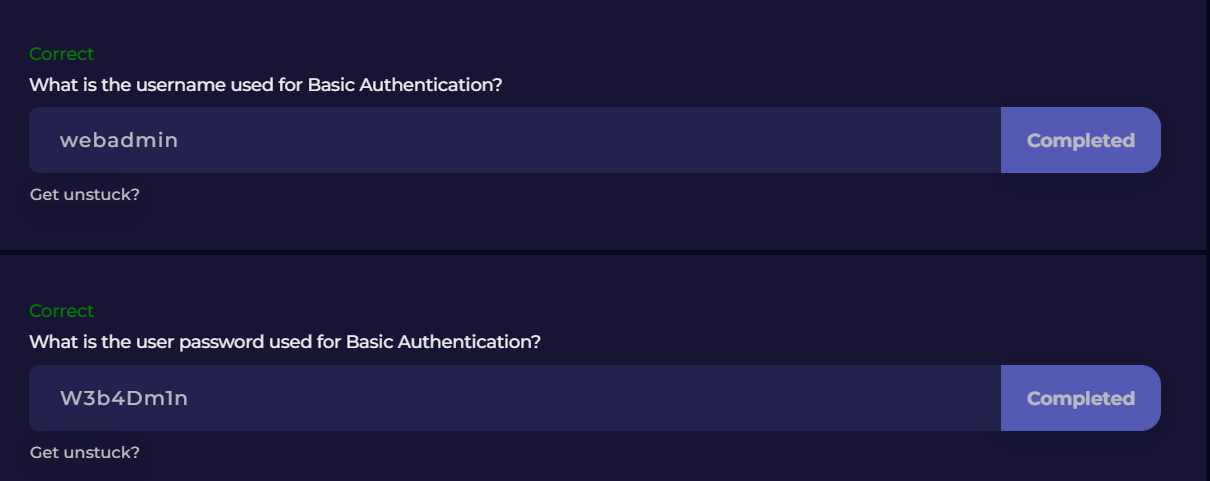 Correct
What is the username used for Basic Authentication?
webadmin
Completed
Get unstuck?
Correct
What is the user password used for Basic Authentication?
W3b4Dm1n
Completed
Get unstuck?